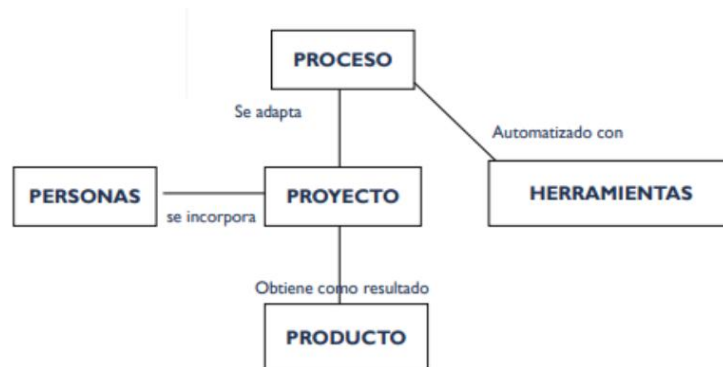 PROCESO
Se adapta
Automatizado con
PERSONAS
se incorpora
PROYECTO
HERRAMIENTAS
Obtiene como resultado
PRODUCTO